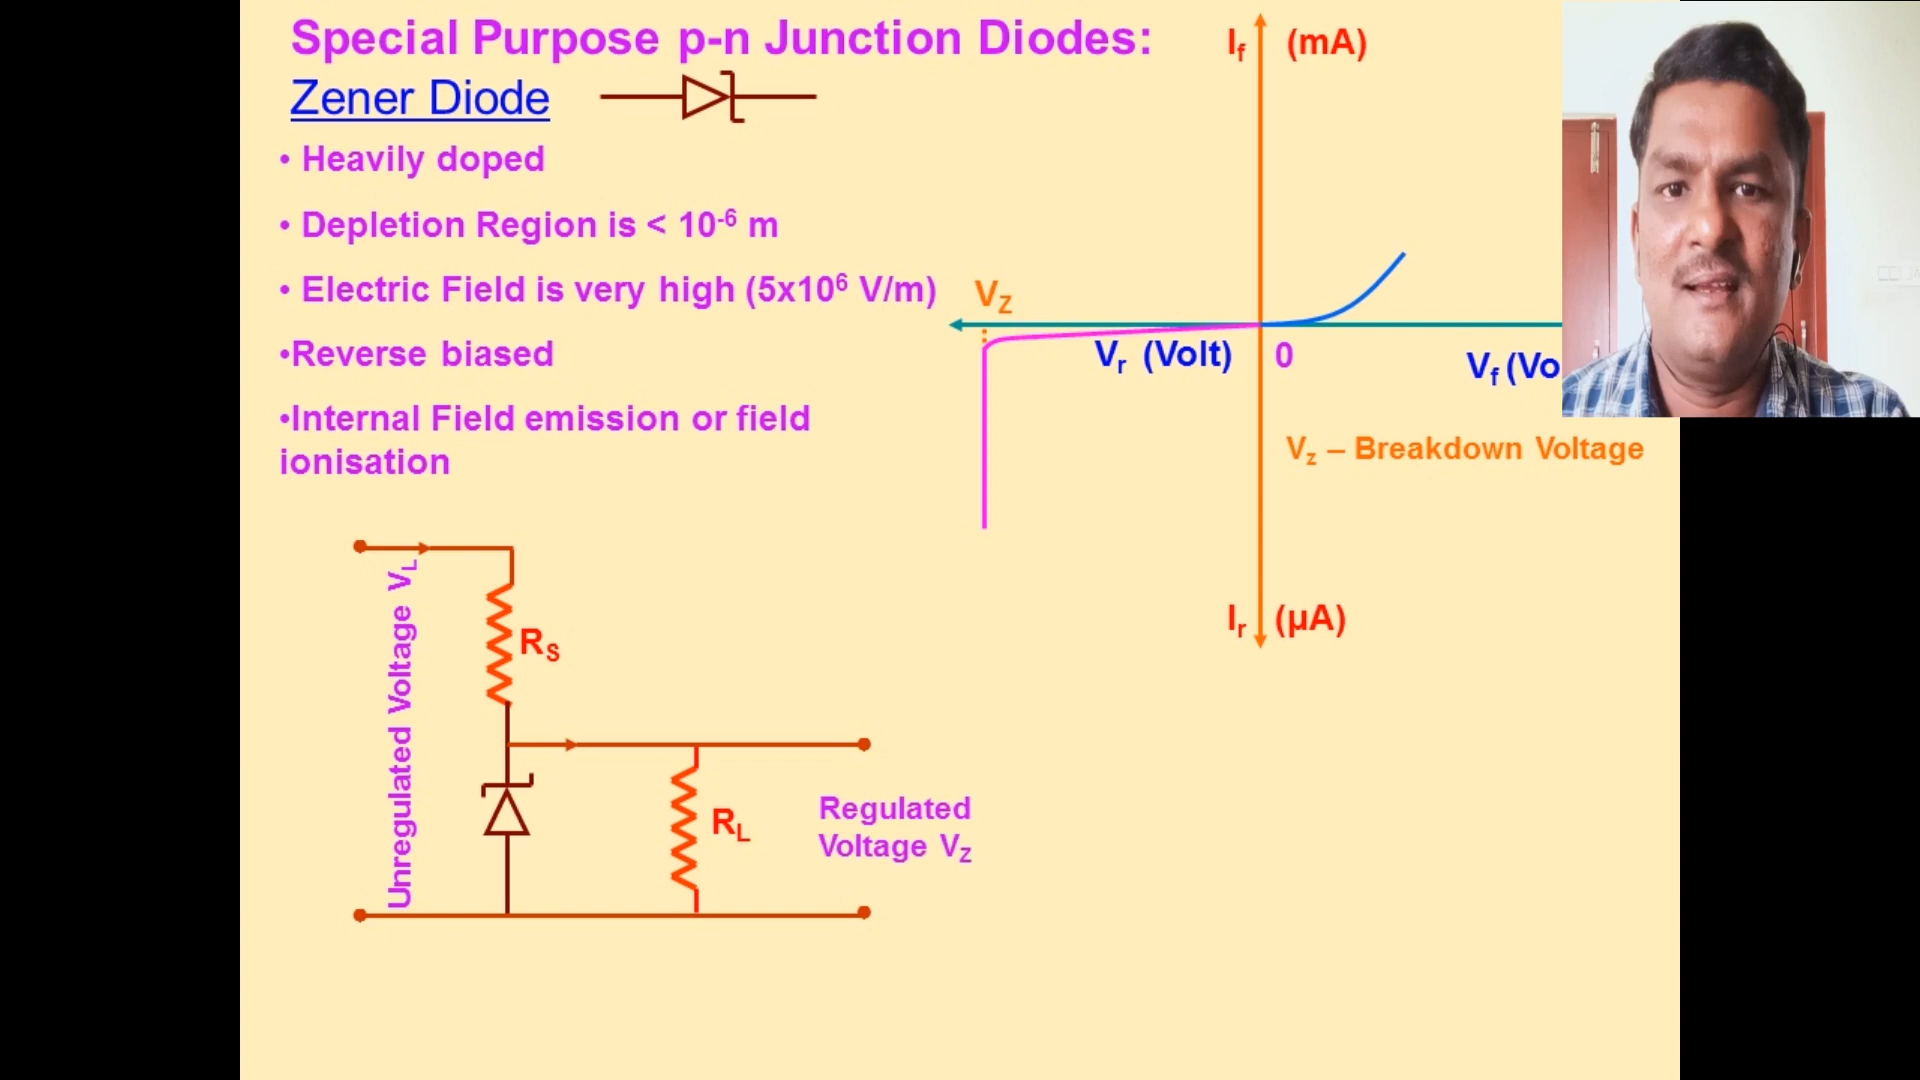 Special Purpose p-n Junction Diodes:
Zener Diode
• Heavily doped
• Depletion Region is < 10⁻⁶ m
• Electric Field is very high (5x10⁶ V/m)
•Reverse biased
•Internal Field emission or field
ionisation
If (mA)
VZ
Vr (Volt)
0
Vf (Vo
Vz – Breakdown Voltage
Ir (µA)
Unregulated Voltage VL
RS
RL
Regulated
Voltage VZ